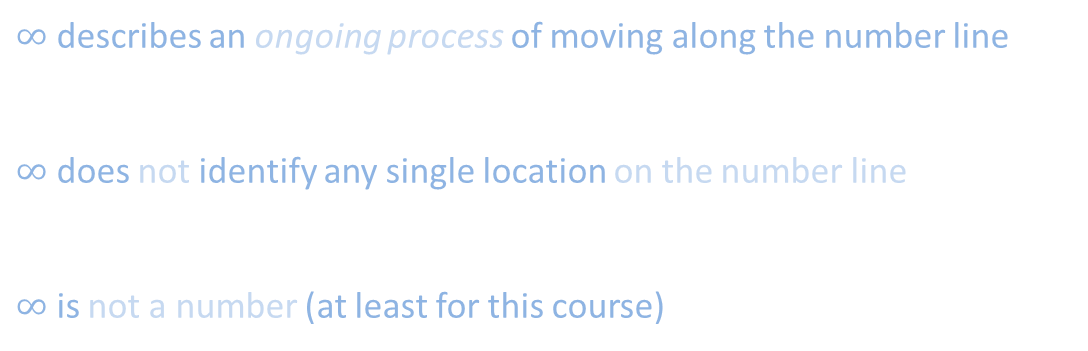 ∞ describes an ongoing process of moving along the number line
∞ does not identify any single location on the number line
∞ is not a number (at least for this course)